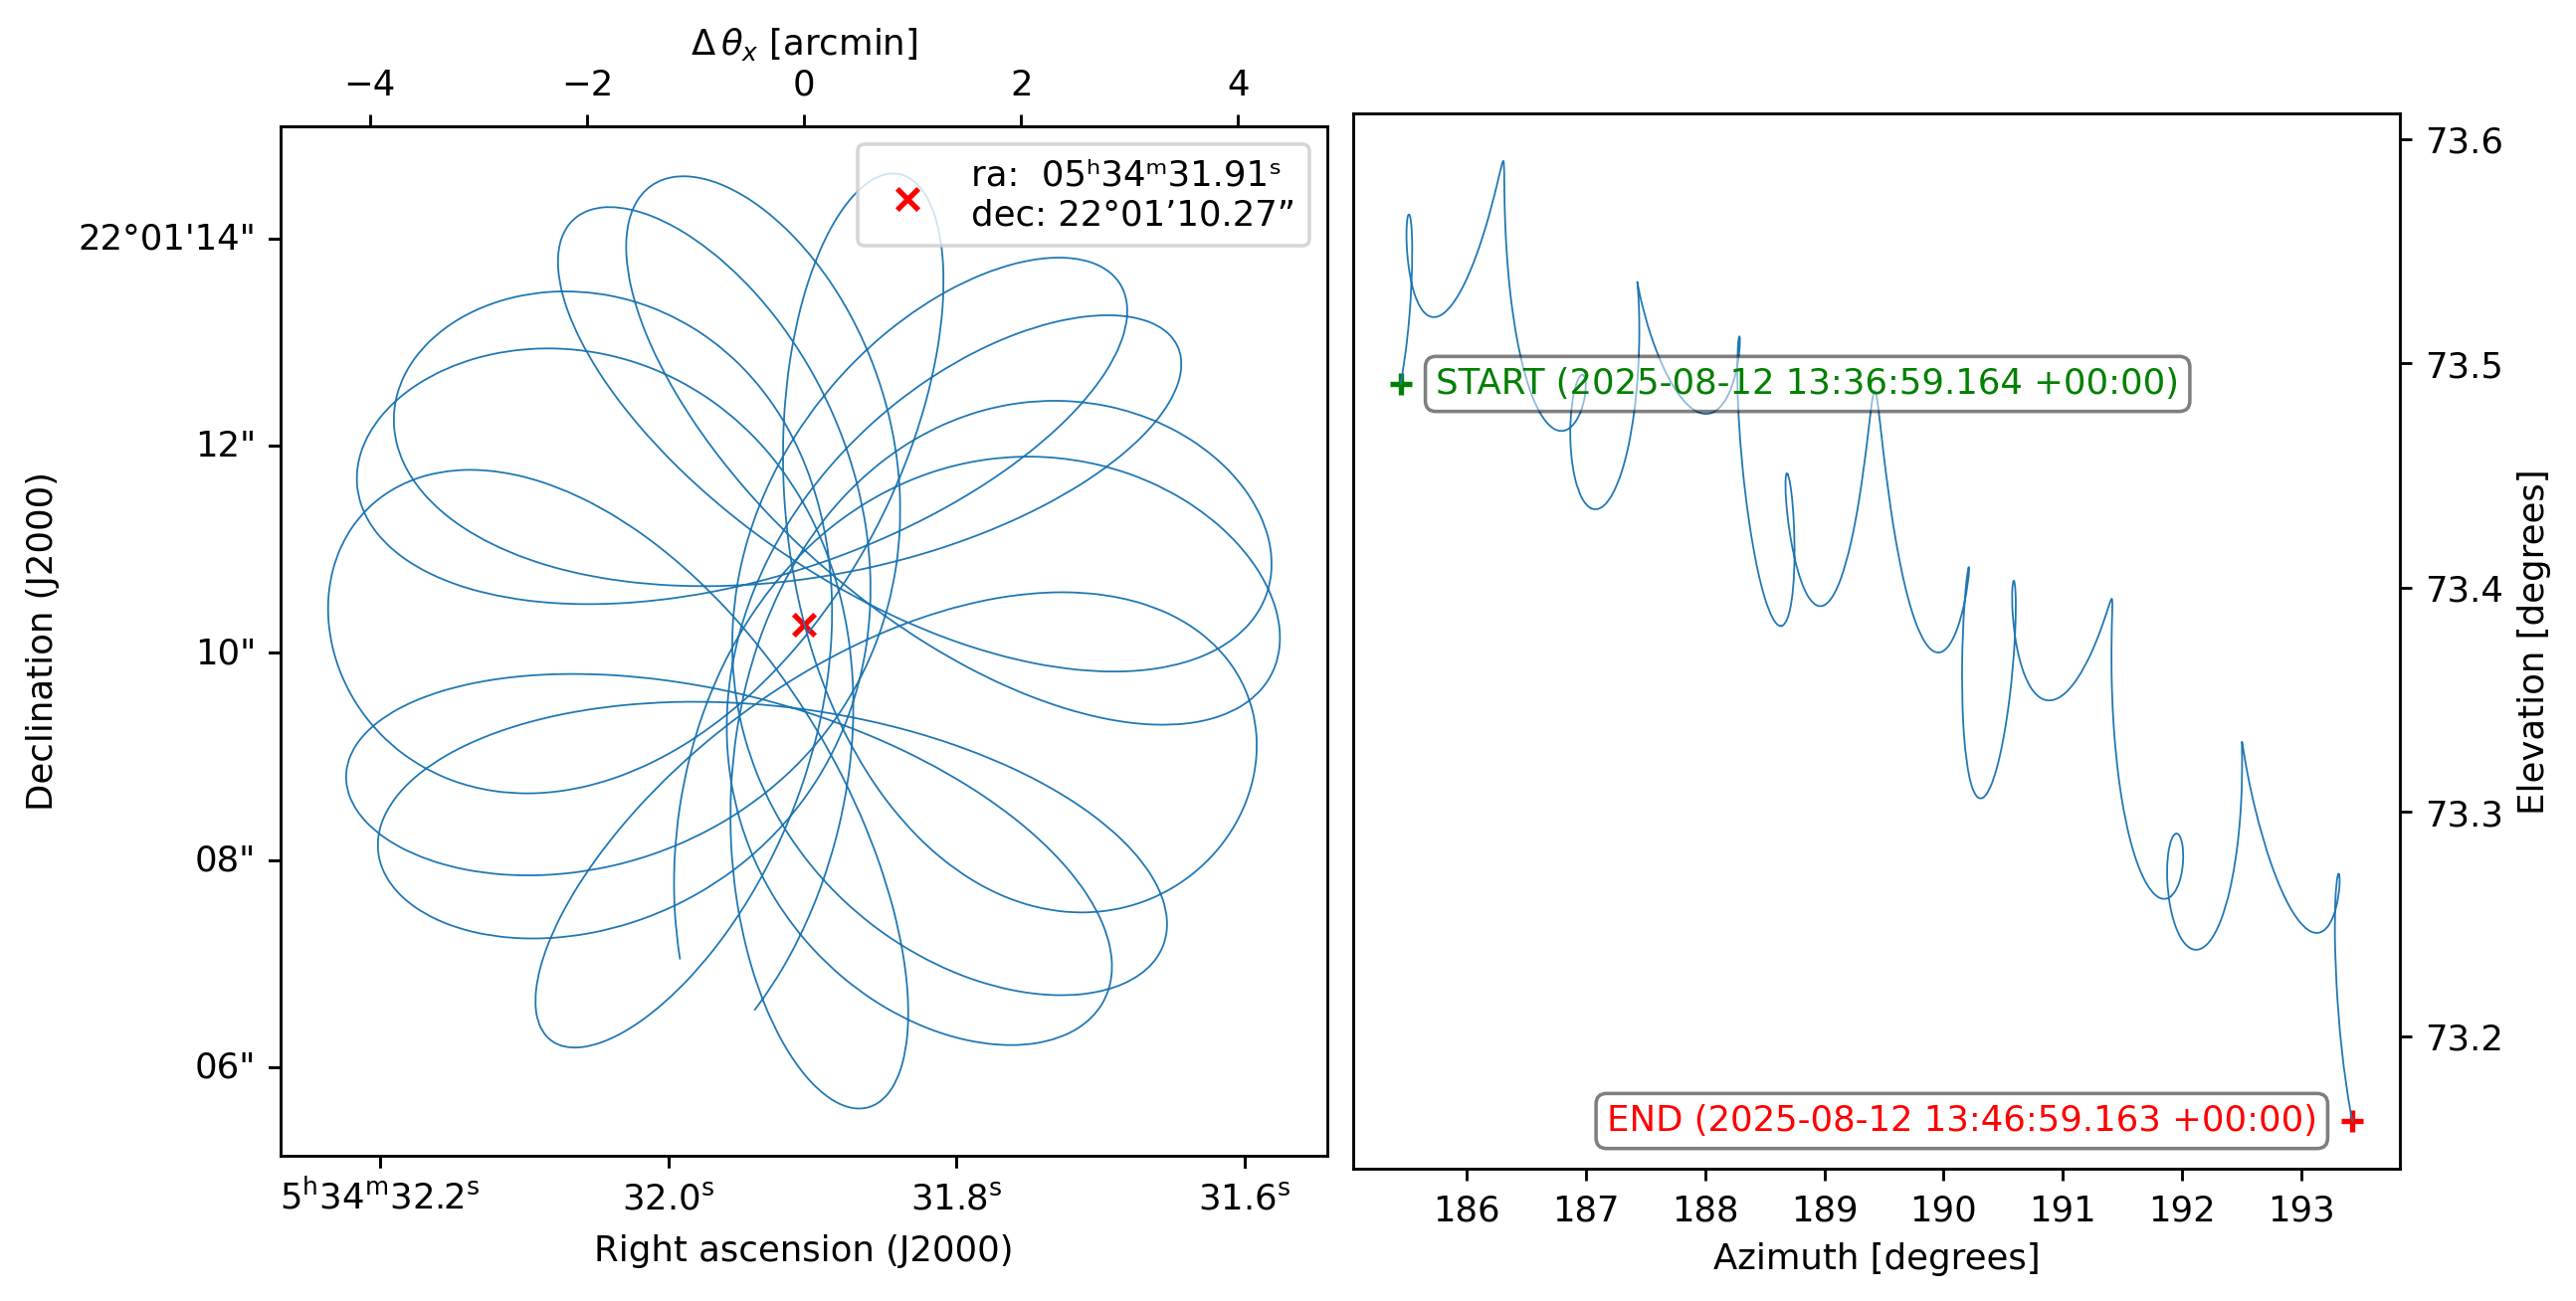 Δ θx [arcmin]
−4 −2 0 2 4
ra: 05ʰ34ᵐ31.91ˢ
dec: 22°01’10.27”
22°01'14"
12"
10"
08"
06"
Declination (J2000)
5ʰ34ᵐ32.2ˢ 32.0ˢ 31.8ˢ 31.6ˢ
Right ascension (J2000)
START (2025-08-12 13:36:59.164 +00:00)
END (2025-08-12 13:46:59.163 +00:00)
73.6
73.5
73.4
73.3
73.2
Elevation [degrees]
186 187 188 189 190 191 192 193
Azimuth [degrees]